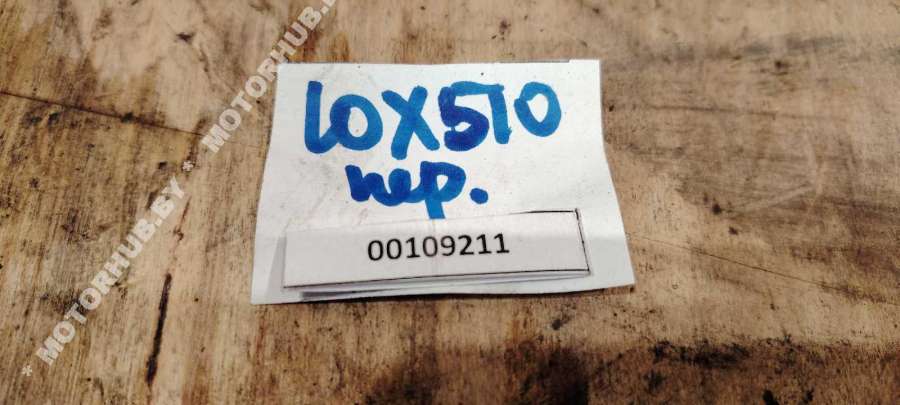 10X510
пер.
00109211
* MOTORHUB.BY * MOTORHUB.BY